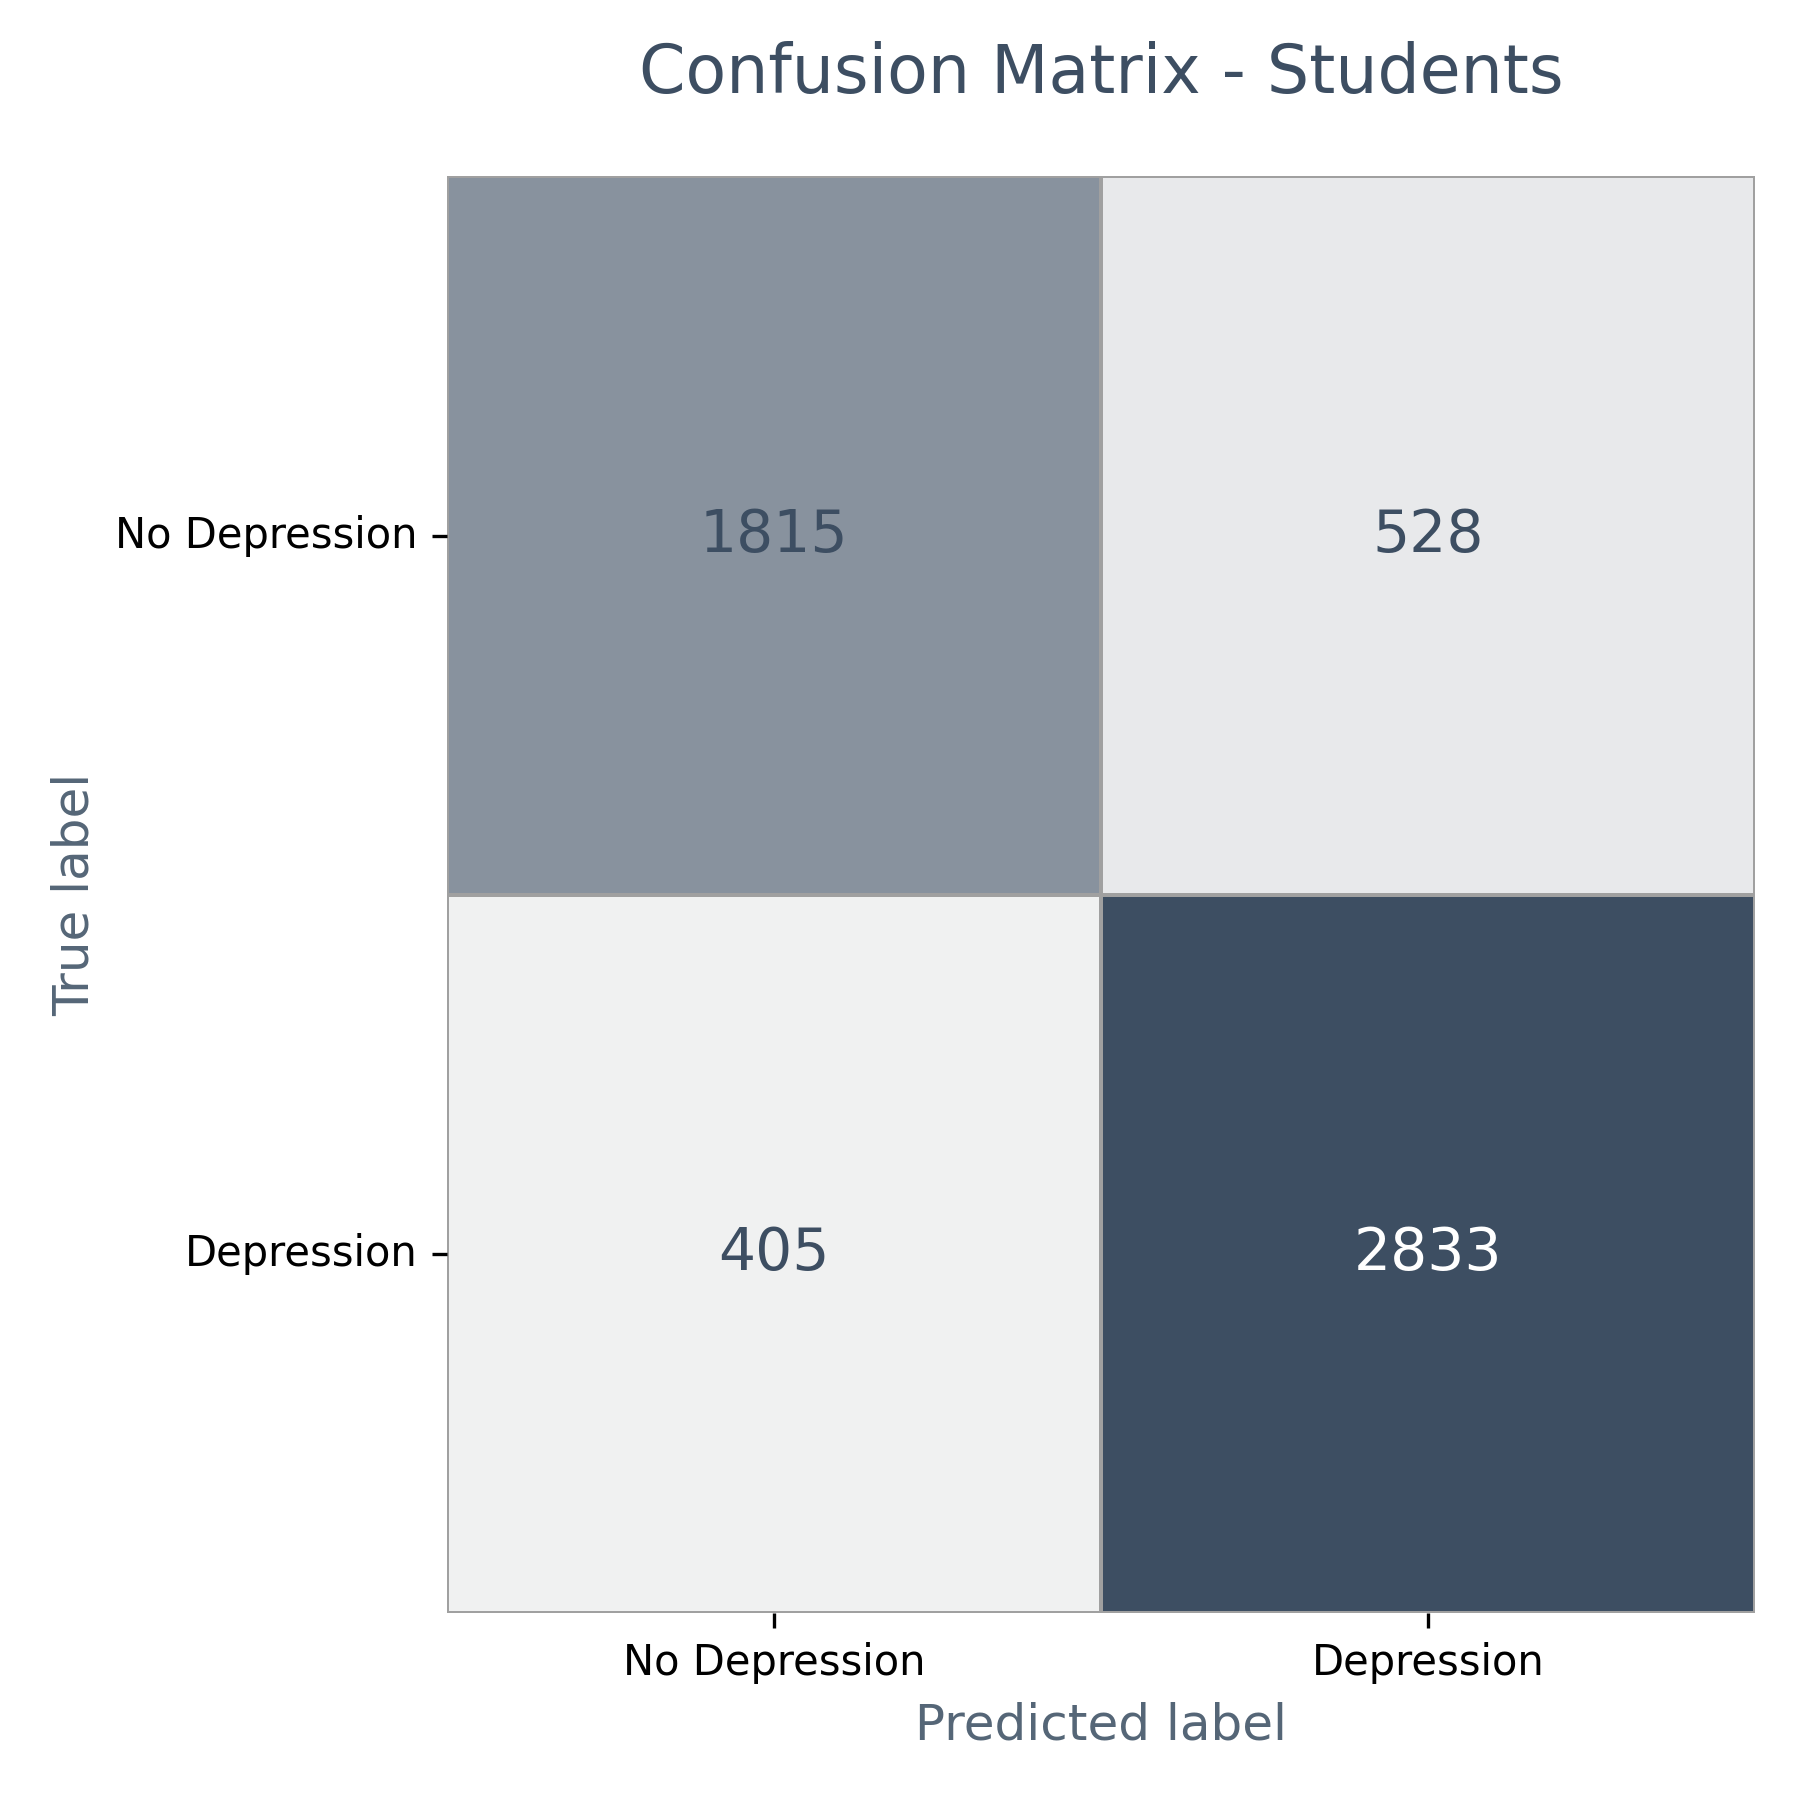 Confusion Matrix - Students
No Depression
1815
528
True label
Depression
405
2833
No Depression
Depression
Predicted label